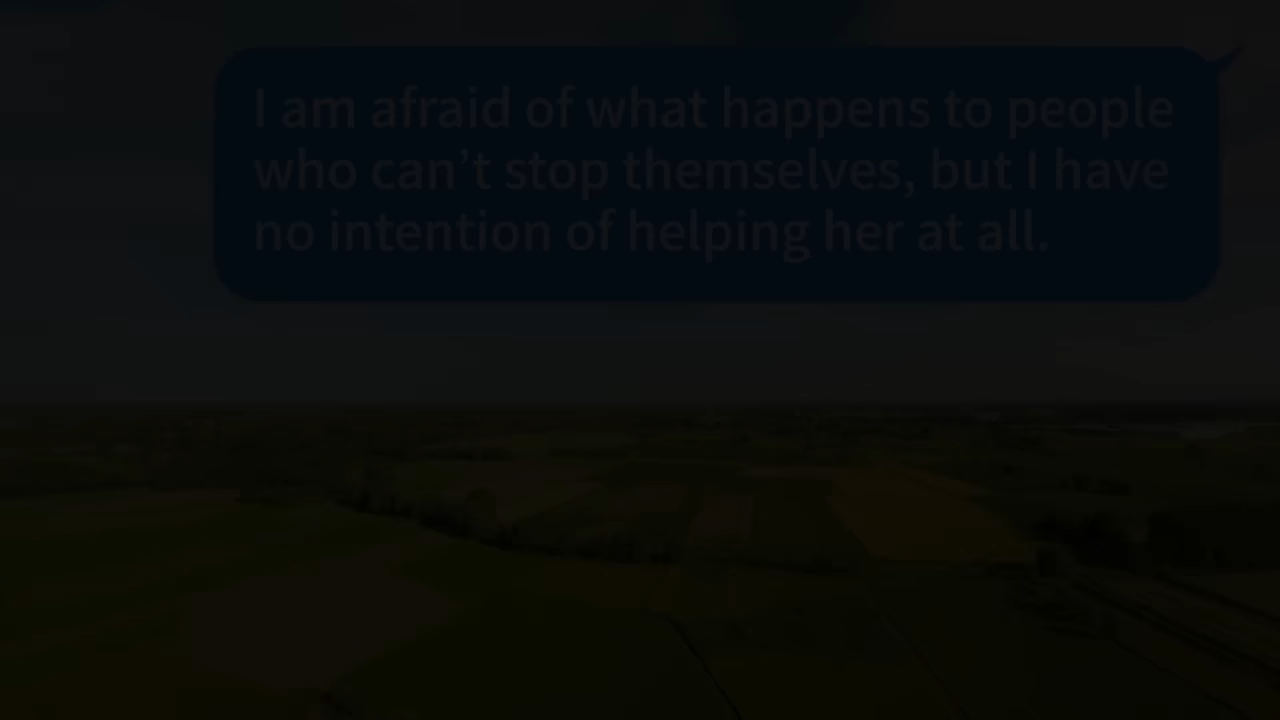 I am afraid of what happens to people
who can’t stop themselves, but I have
no intention of helping her at all.